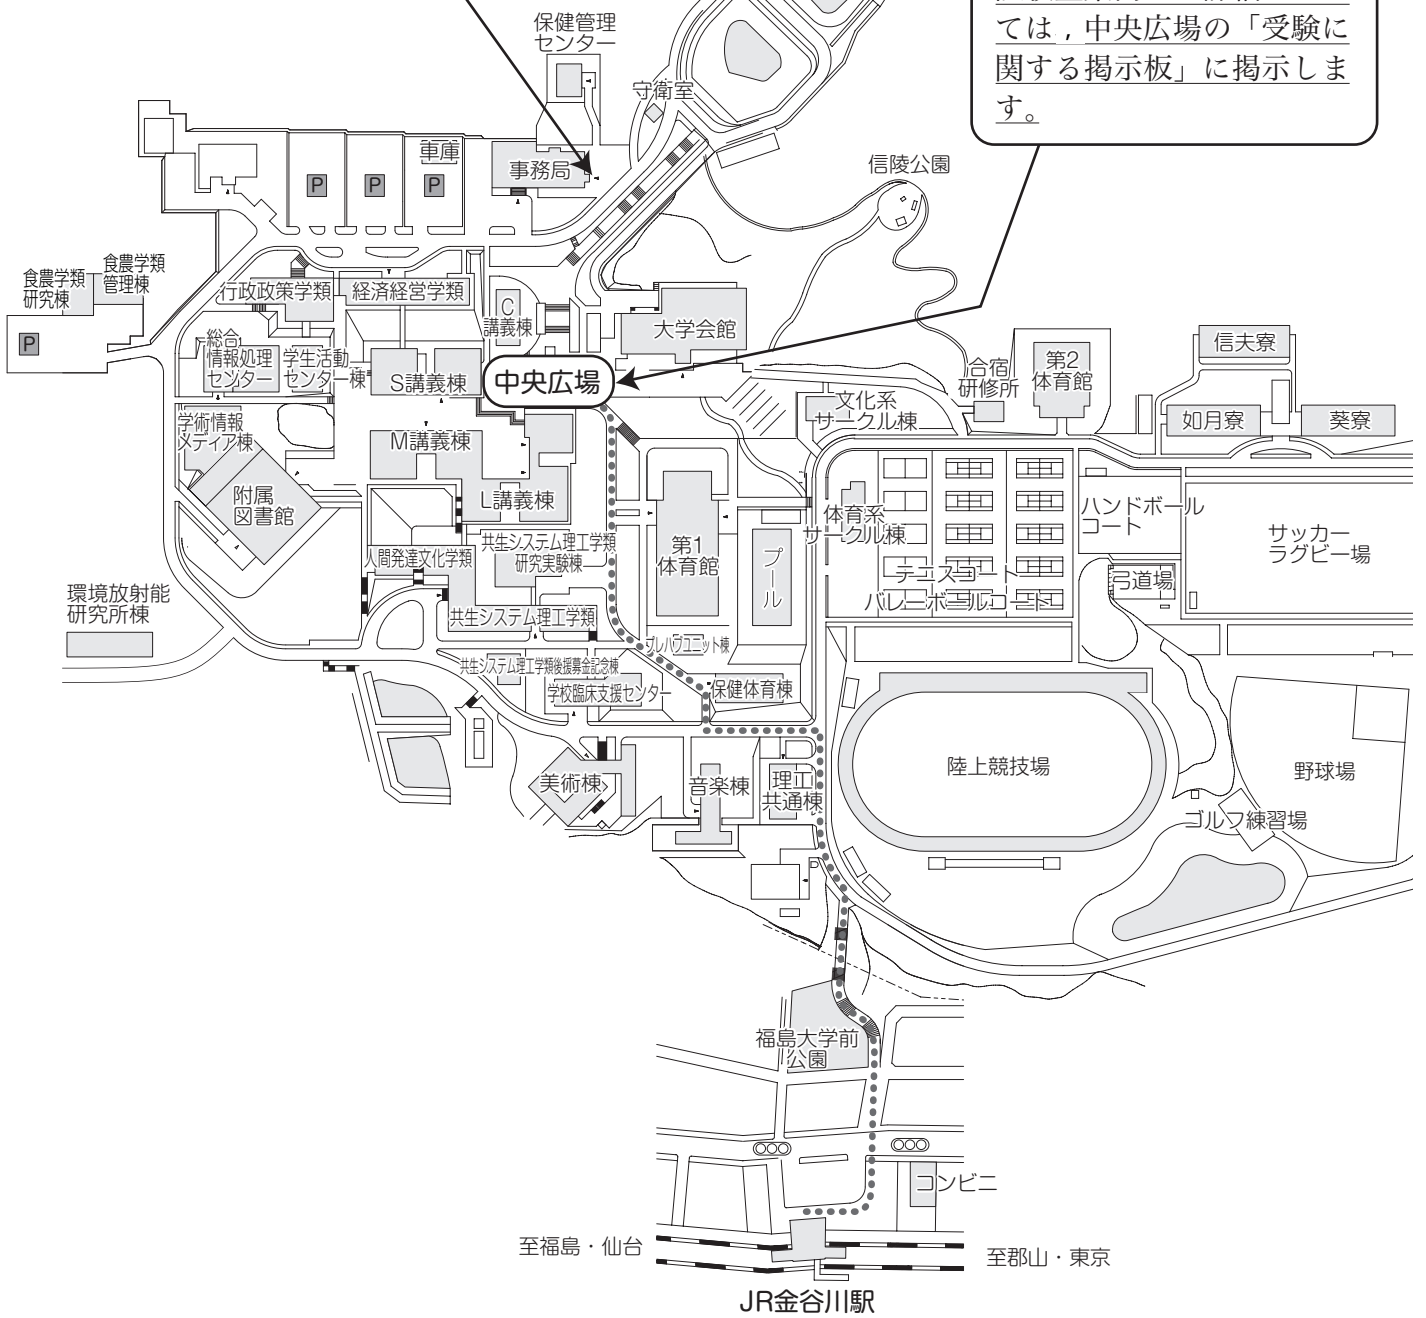 ては，中央広場の「受験に
関する掲示板」に掲示しま
す。
保健管理
センター
守衛室
車庫
事務局
P
P
P
信陵公園
食農学類
研究棟
食農学類
管理棟
P
行政政策学類
経済経営学類
C
講義棟
大学会館
総合
情報処理
センター
学生活動
センター棟
S講義棟
中央広場
文化系
サークル棟
合宿
研修所
第2
体育館
信夫寮
如月寮
葵寮
学術情報
メディア棟
M講義棟
附属
図書館
L講義棟
人間発達文化学類
共生システム理工学類
研究実験棟
第1
体育館
プール
体育系
サークル棟
テニスコート
バレーボールコート
ハンドボール
コート
サッカー
ラグビー場
弓道場
環境放射能
研究所棟
共生システム理工学類
プレハブユニット棟
共生システム理工学類後援募金記念棟
学校臨床支援センター
保健体育棟
美術棟
音楽棟
理工
共通棟
陸上競技場
野球場
ゴルフ練習場
福島大学前
公園
コンビニ
至福島・仙台
至郡山・東京
JR金谷川駅